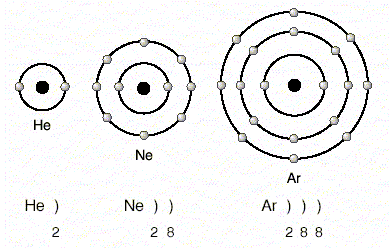 He
Ne
Ar
He ) Ne ) ) Ar ) ) )
2 2 8 2 8 8